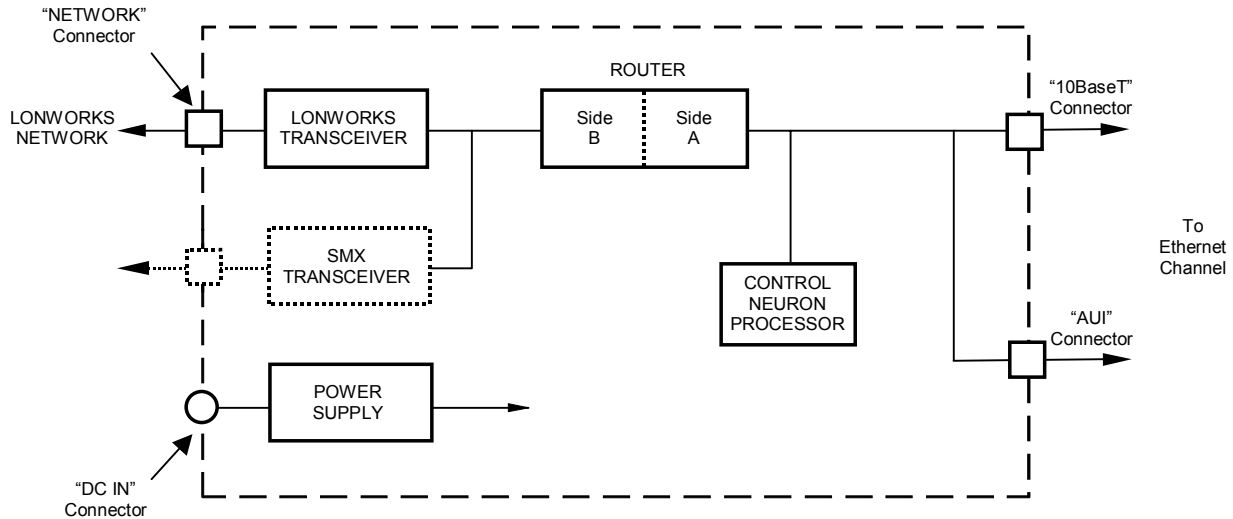 “NETWORK”
Connector
ROUTER
“10BaseT”
Connector
LONWORKS
NETWORK
LONWORKS
TRANSCEIVER
Side
B
Side
A
SMX
TRANSCEIVER
CONTROL
NEURON
PROCESSOR
To
Ethernet
Channel
“AUI”
Connector
POWER
SUPPLY
“DC IN”
Connector